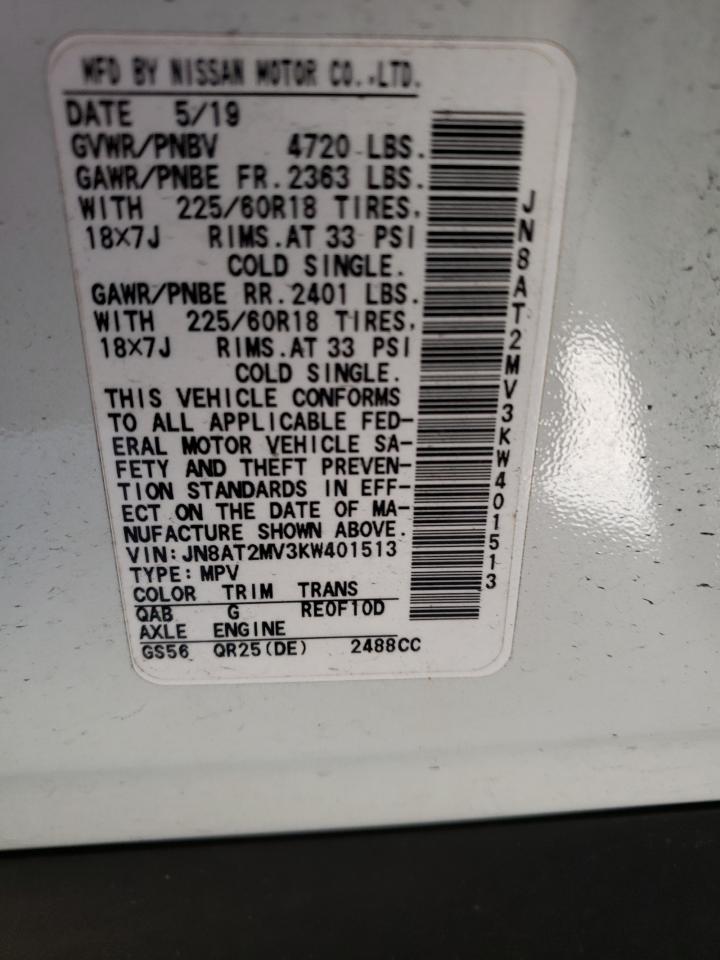 MFD BY NISSAN MOTOR CO.,LTD.
DATE 5/19
GVWR/PNBV 4720 LBS.
GAWR/PNBE FR.2363 LBS.
WITH 225/60R18 TIRES,
18X7J RIMS.AT 33 PSI
COLD SINGLE.
GAWR/PNBE RR.2401 LBS.
WITH 225/60R18 TIRES,
18X7J RIMS.AT 33 PSI
COLD SINGLE.
THIS VEHICLE CONFORMS
TO ALL APPLICABLE FED-
ERAL MOTOR VEHICLE SA-
FETY AND THEFT PREVEN-
TION STANDARDS IN EFF-
ECT ON THE DATE OF MA-
NUFACTURE SHOWN ABOVE.
VIN:JN8AT2MV3KW401513
TYPE:MPV
COLOR TRIM TRANS
QAB G RE0F10D
AXLE ENGINE
GS56 QR25(DE) 2488CC
JN8AT2MV3KW401513